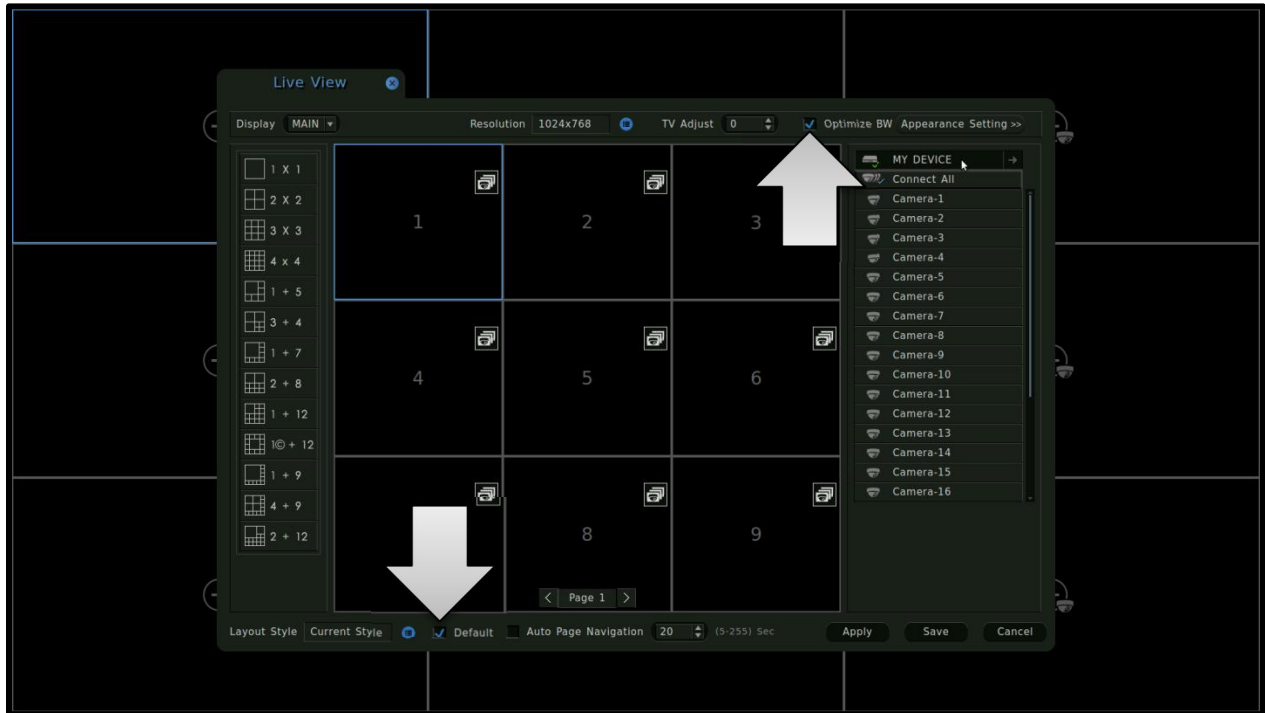 Live View
Display MAIN Resolution 1024x768 TV Adjust 0 Optimize BW Appearance Setting >>
1 X 1
2 X 2
3 X 3
4 x 4
1 + 5
3 + 4
1 + 7
2 + 8
1 + 12
1© + 12
1 + 9
4 + 9
2 + 12
1 2 3
4 5 6
8 9
< Page 1 >
MY DEVICE
Connect All
Camera-1
Camera-2
Camera-3
Camera-4
Camera-5
Camera-6
Camera-7
Camera-8
Camera-9
Camera-10
Camera-11
Camera-12
Camera-13
Camera-14
Camera-15
Camera-16
Layout Style Current Style Default Auto Page Navigation 20 (5-255) Sec Apply Save Cancel